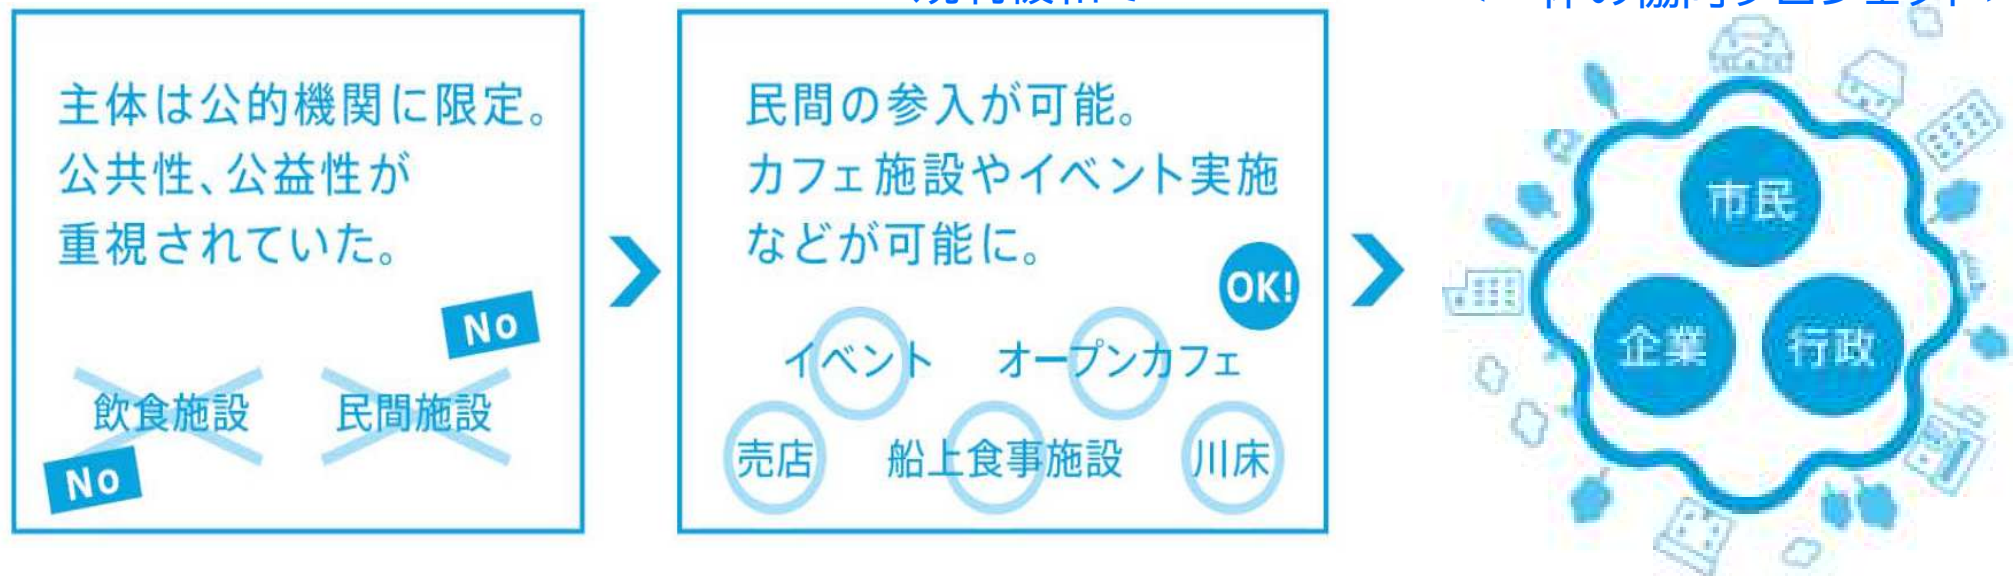 主体は公的機関に限定。
公共性、公益性が
重視されていた。
No
飲食施設 民間施設
No
民間の参入が可能。
カフェ施設やイベント実施
などが可能に。
OK!
イベント オープンカフェ
売店 船上食事施設 川床
市民
企業 行政